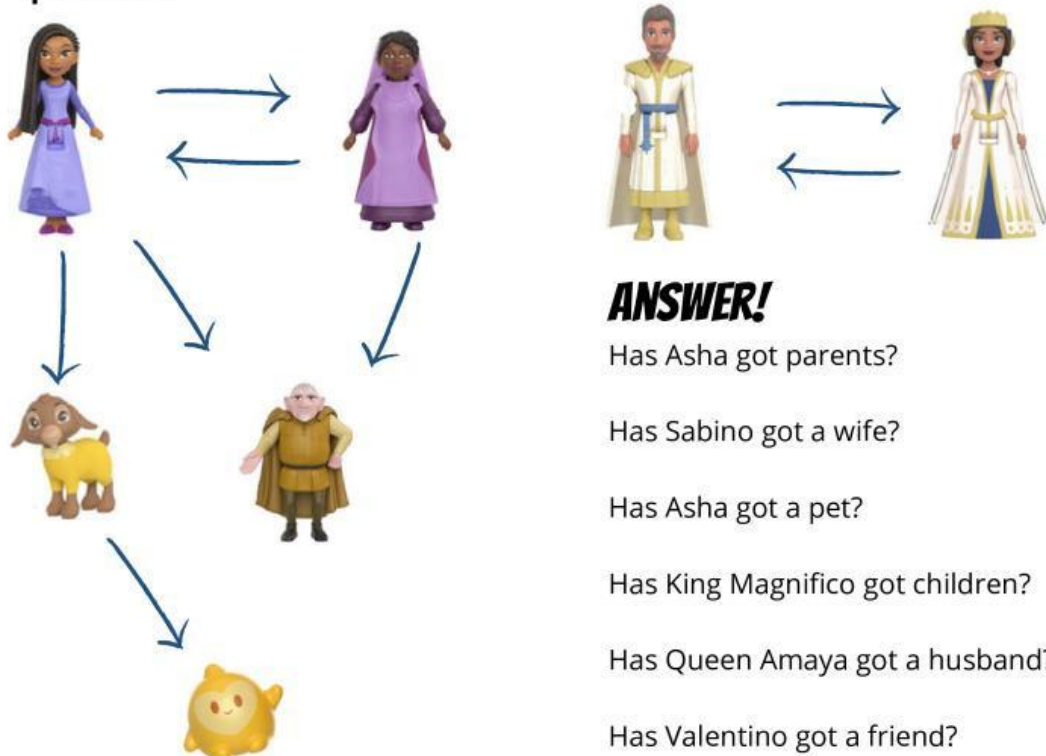 ANSWER!
Has Asha got parents?
Has Sabino got a wife?
Has Asha got a pet?
Has King Magnifico got children?
Has Queen Amaya got a husband?
Has Valentino got a friend?